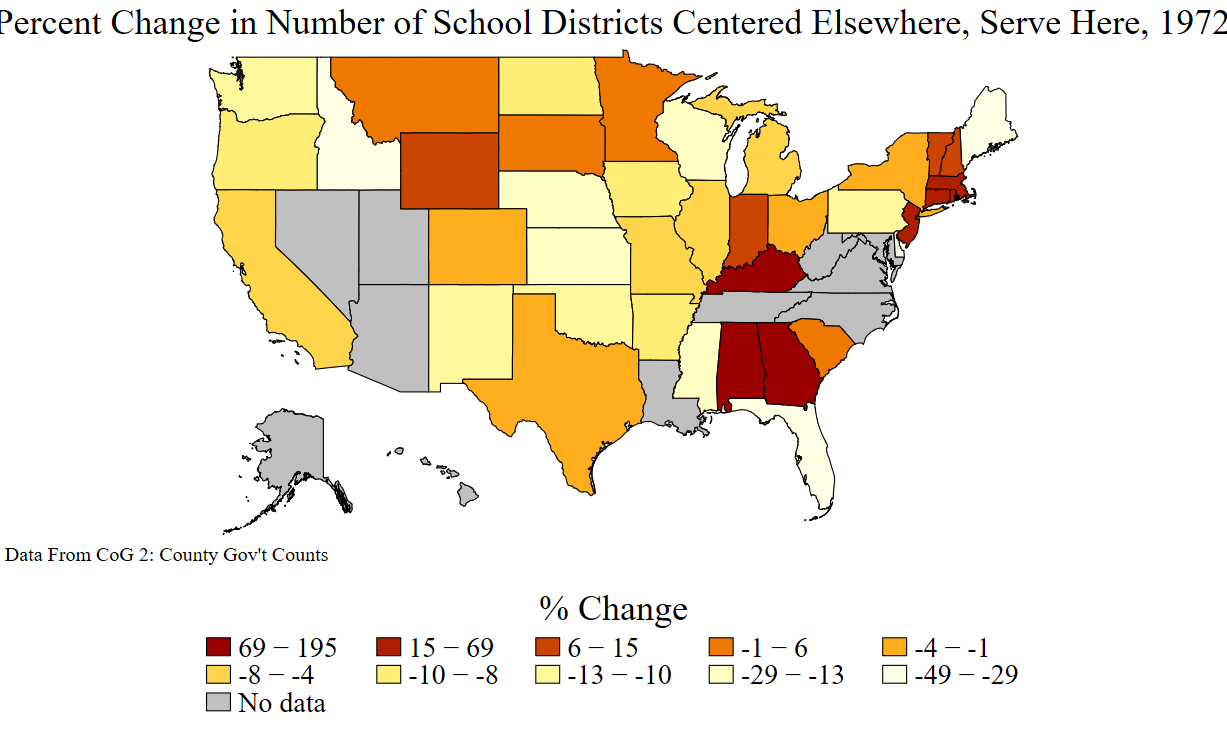 Percent Change in Number of School Districts Centered Elsewhere, Serve Here, 1972
Data From CoG 2: County Gov't Counts
% Change
69 − 195
15 − 69
6 − 15
-1 − 6
-4 − -1
-8 − -4
-10 − -8
-13 − -10
-29 − -13
-49 − -29
No data